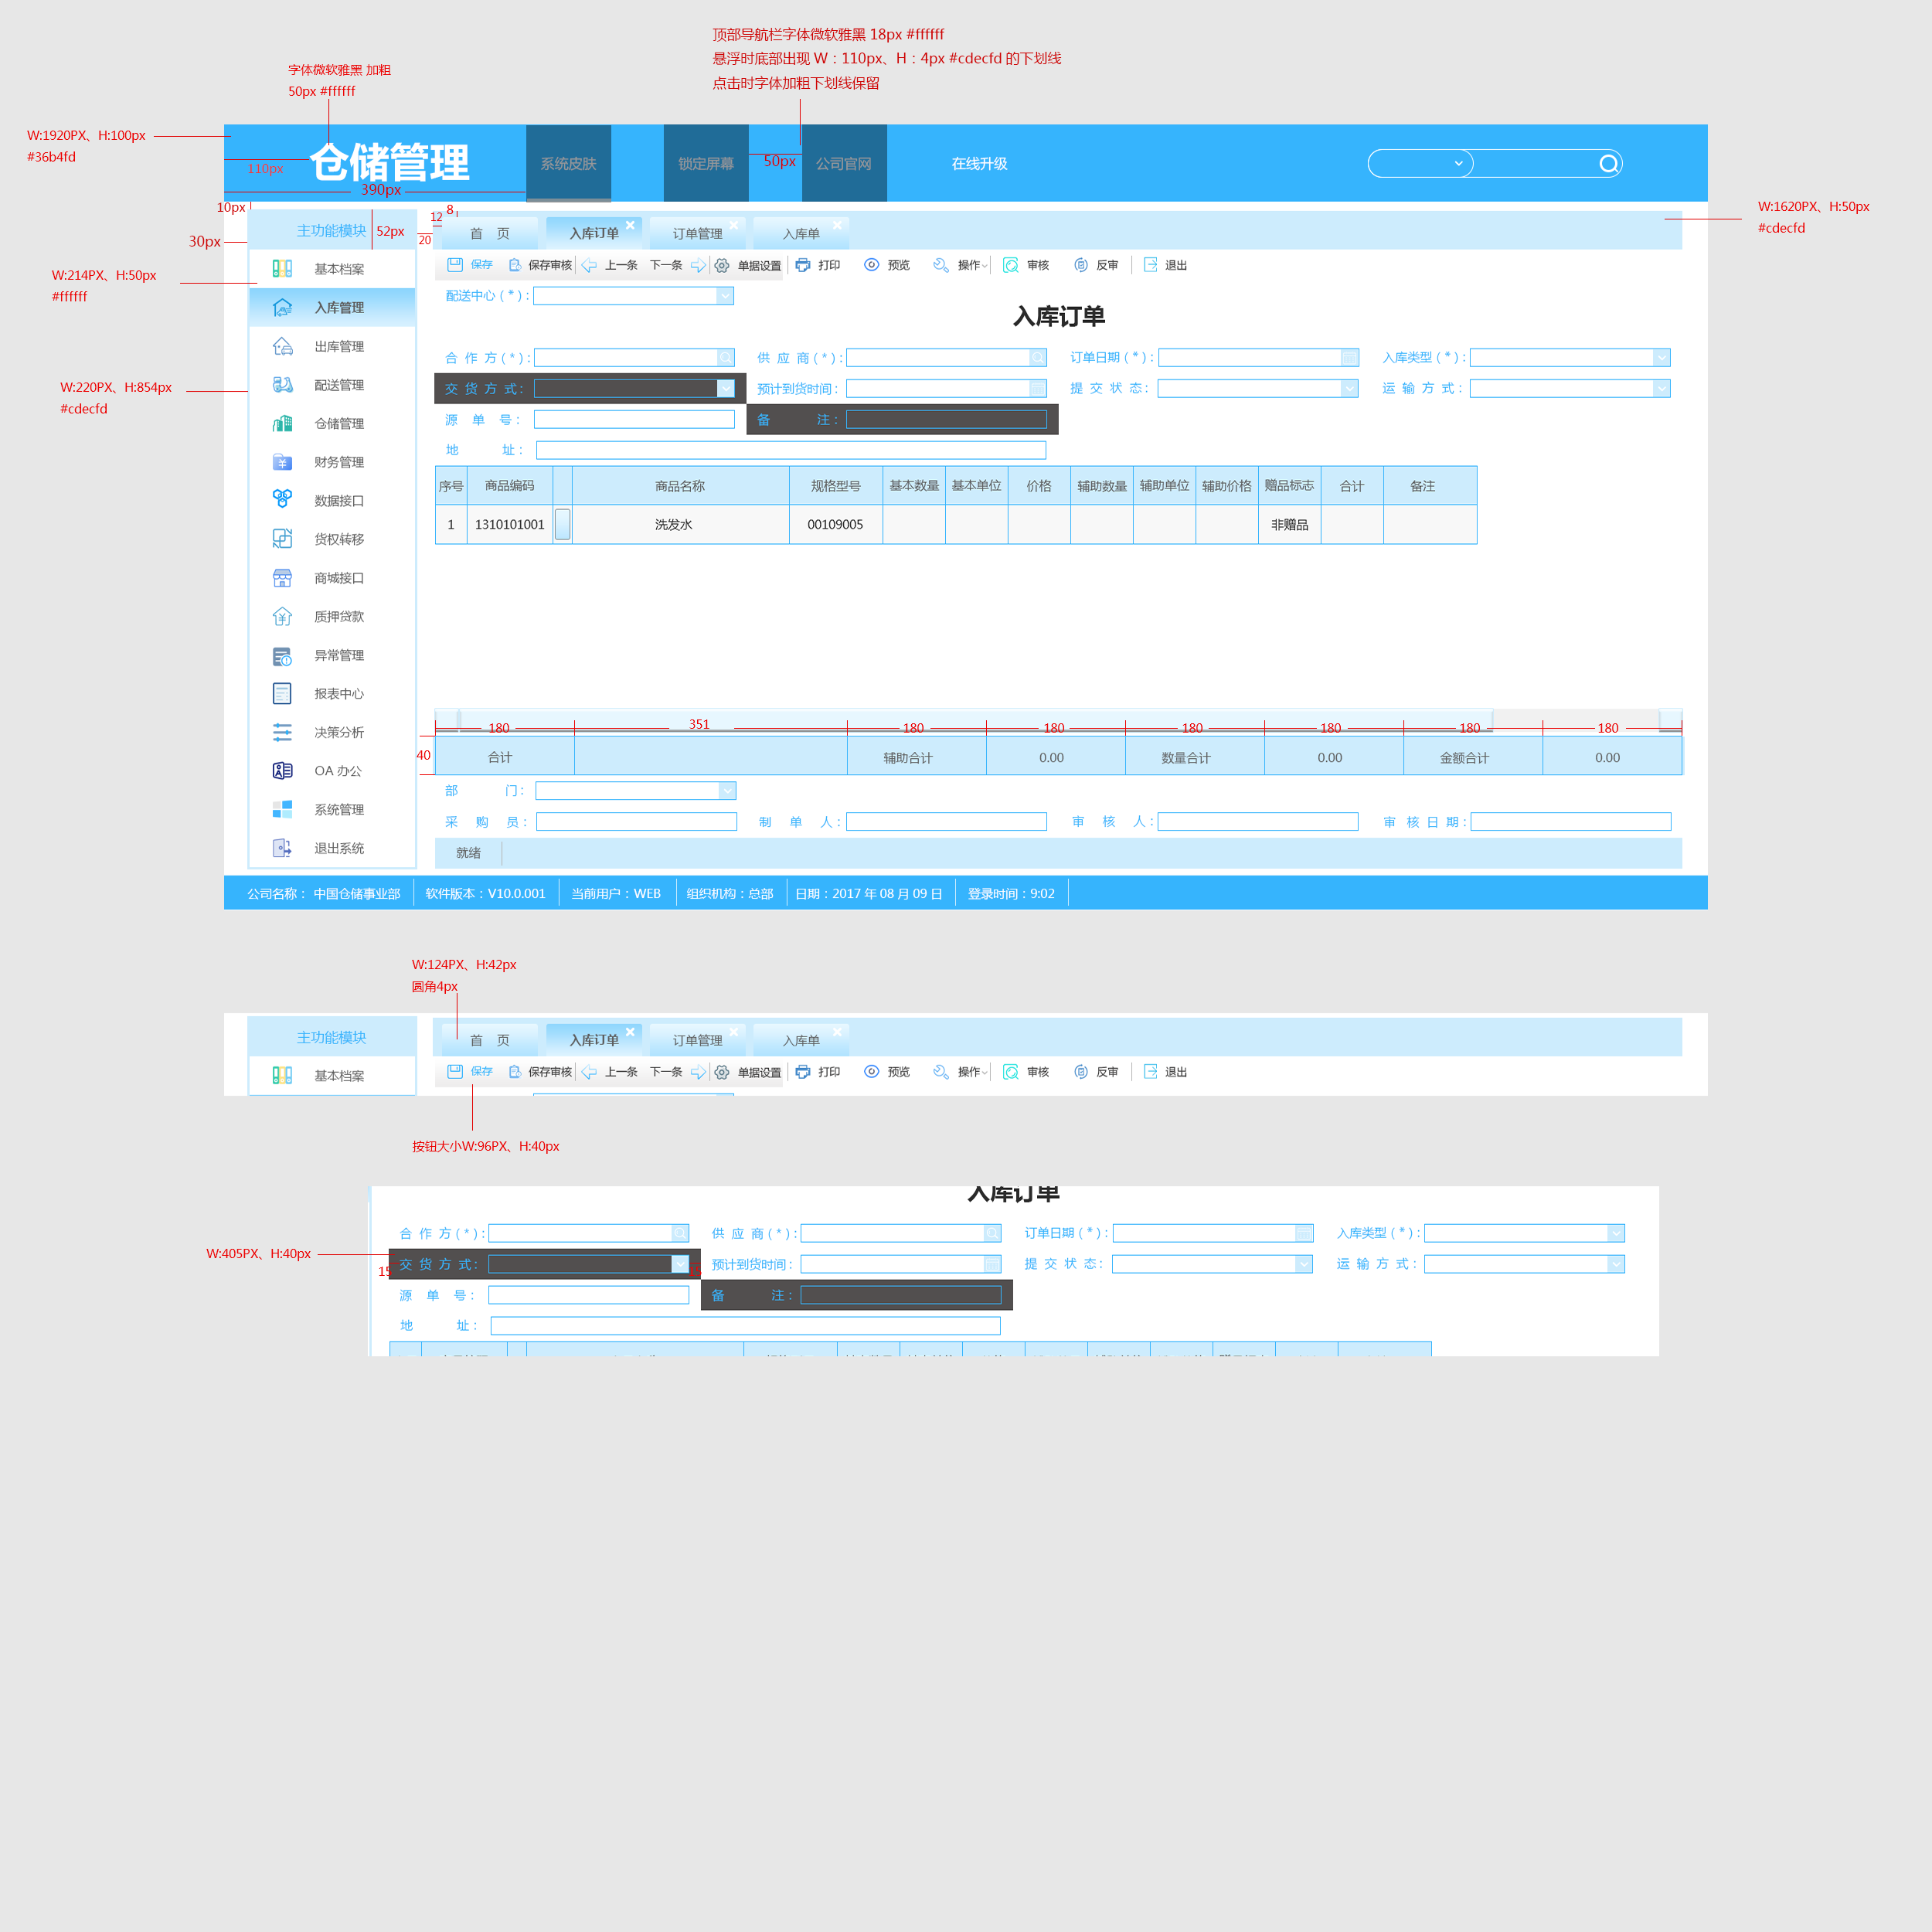 顶部导航栏字体微软雅黑 18px #ffffff
悬浮时底部出现 W：110px、H：4px #cdecfd 的下划线
点击时字体加粗下划线保留
字体微软雅黑 加粗
50px #ffffff
W:1920PX、H:100px
#36b4fd
仓储管理
系统皮肤
锁定屏幕
50px
公司官网
在线升级
110px
390px
10px
30px
主功能模块
52px
12
8
20
首 页
入库订单
订单管理
入库单
W:1620PX、H:50px
#cdecfd
W:214PX、H:50px
#ffffff
W:220PX、H:854px
#cdecfd
基本档案
入库管理
出库管理
配送管理
仓储管理
财务管理
数据接口
货权转移
商城接口
质押贷款
异常管理
报表中心
决策分析
OA 办公
系统管理
退出系统
保存 保存审核 上一条 下一条 单据设置 打印 预览 操作 审核 反审 退出
配送中心 ( * ) :
入库订单
合 作 方 ( * ) : 供 应 商 ( * ) : 订单日期 ( * ) : 入库类型 ( * ) :
交 货 方 式： 预计到货时间： 提 交 状 态： 运 输 方 式：
源 单 号： 备 注：
地 址：
序号 商品编码 商品名称 规格型号 基本数量 基本单位 价格 辅助数量 辅助单位 辅助价格 赠品标志 合计 备注
1 1310101001 洗发水 00109005 非赠品
180 351 180 180 180 180 180 180
40
合计 辅助合计 0.00 数量合计 0.00 金额合计 0.00
部 门：
采 购 员： 制 单 人： 审 核 人： 审 核 日 期：
就绪
公司名称： 中国仓储事业部 软件版本：V10.0.001 当前用户：WEB 组织机构：总部 日期：2017 年 08 月 09 日 登录时间：9:02
W:124PX、H:42px
圆角4px
主功能模块
首 页
入库订单
订单管理
入库单
基本档案
保存 保存审核 上一条 下一条 单据设置 打印 预览 操作 审核 反审 退出
按钮大小W:96PX、H:40px
入库订单
合 作 方 ( * ) : 供 应 商 ( * ) : 订单日期 ( * ) : 入库类型 ( * ) :
W:405PX、H:40px
交 货 方 式： 预计到货时间： 提 交 状 态： 运 输 方 式：
15
源 单 号： 备 注：
地 址：